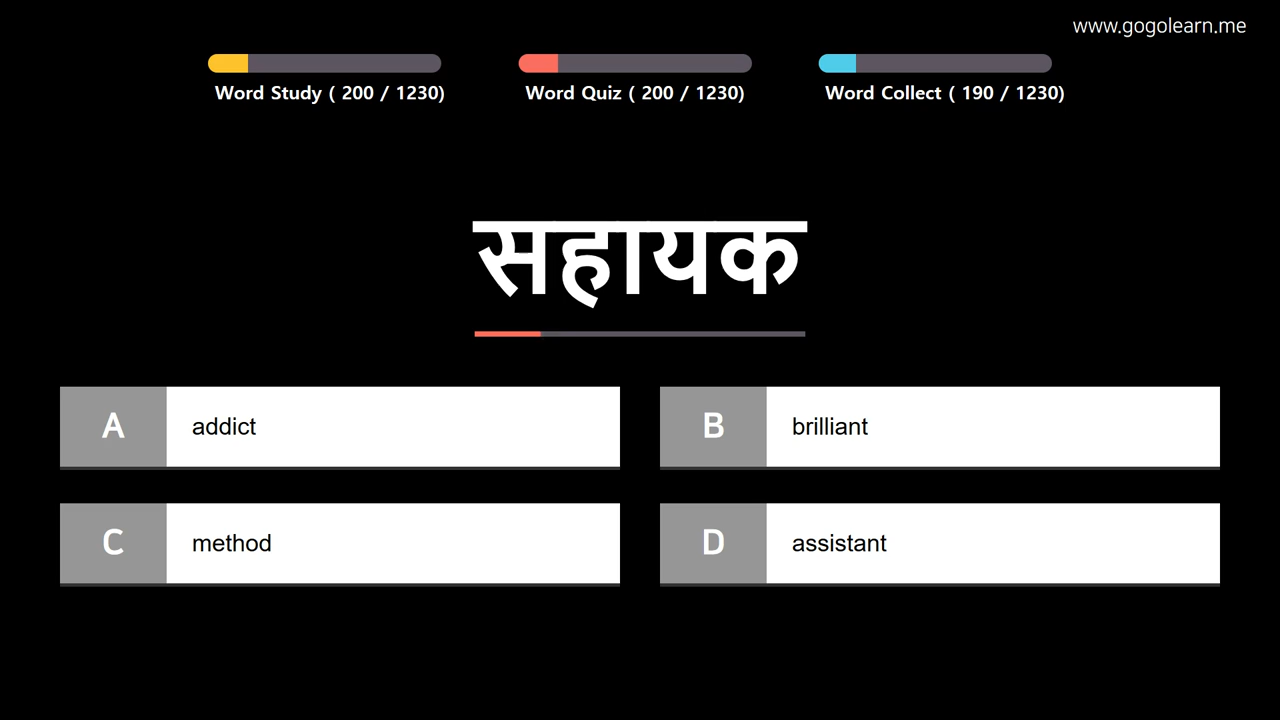 www.gogolearn.me
Word Study ( 200 / 1230)
Word Quiz ( 200 / 1230)
Word Collect ( 190 / 1230)
सहायक
A addict
B brilliant
C method
D assistant